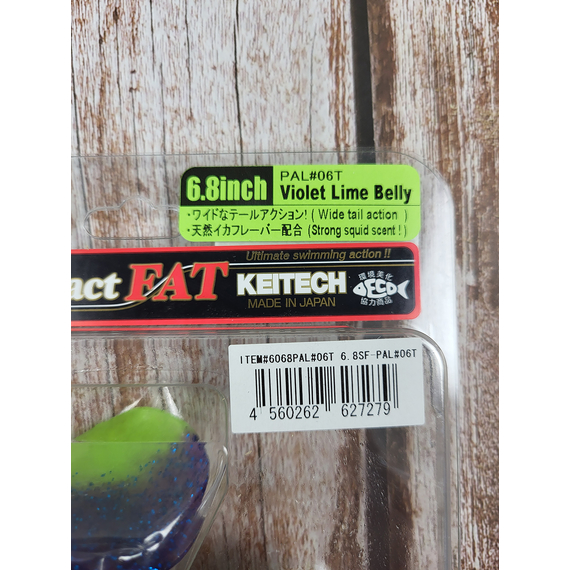 6.8inch PAL#06T
Violet Lime Belly
・ワイドなテールアクション! ( Wide tail action )
・天然イカフレーバー配合 (Strong squid scent ! )
Ultimate swimming action !!
act FAT KEITECH
MADE IN JAPAN
環境美化
ECO
協力商品
ITEM#6068PAL#06T 6.8SF-PAL#06T
4 560262 627279